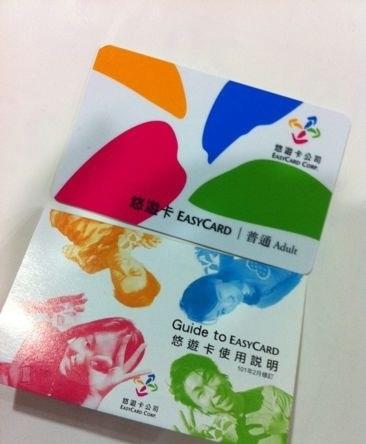 悠遊卡公司
EASYCARD CORP.
悠遊卡 EASYCARD | 普通 Adult
Guide to EASYCARD
悠遊卡使用說明
101年2月修訂
悠遊卡公司
EASYCARD CORP.